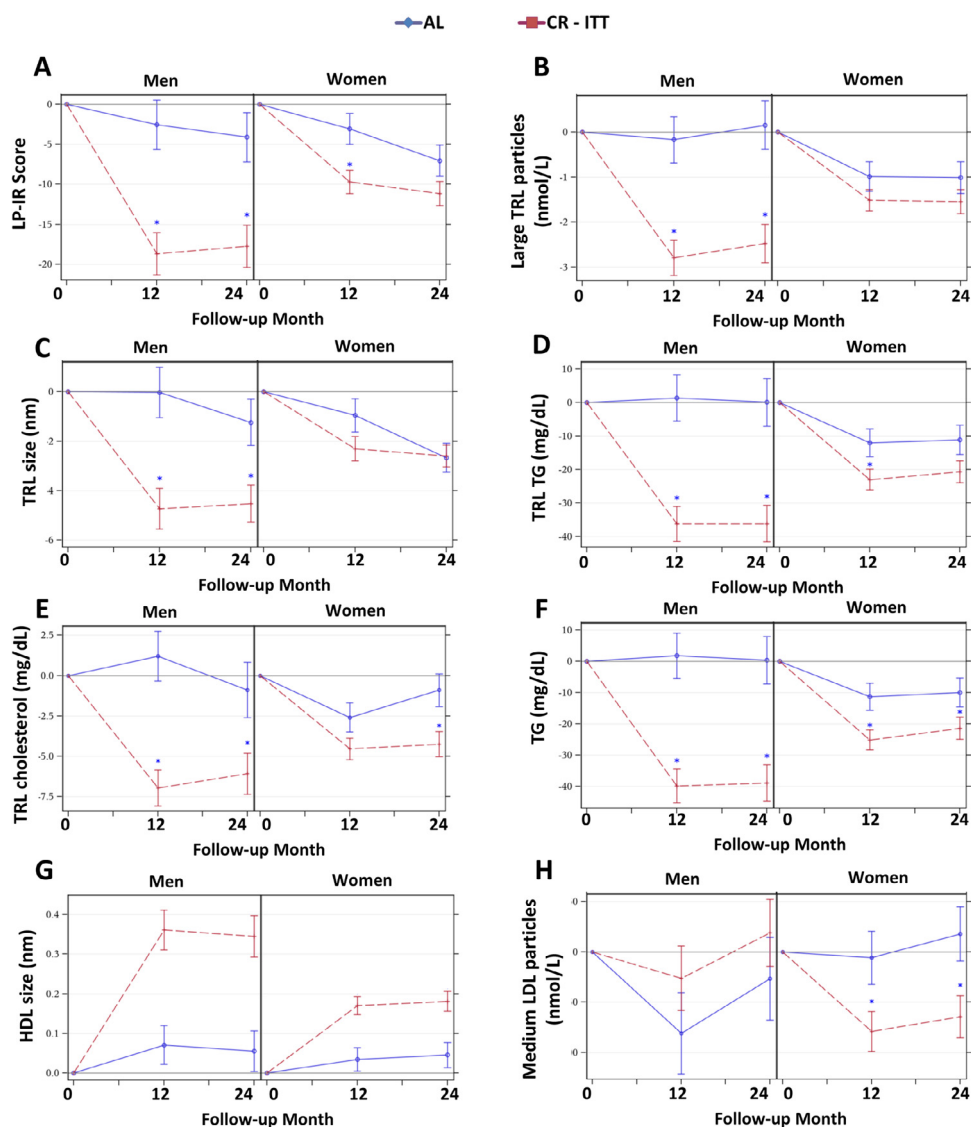 AL CR - ITT
A
Men Women
LP-IR Score
0
-5
-10
-15
-20
* * *
0 12 24 0 12 24
Follow-up Month
B
Men Women
Large TRL particles
(nmol/L)
0
-1
-2
-3
* *
0 12 24 0 12 24
Follow-up Month
C
Men Women
TRL size (nm)
0
-2
-4
-6
* *
0 12 24 0 12 24
Follow-up Month
D
Men Women
TRL TG (mg/dL)
10
0
-10
-20
-30
-40
* * *
0 12 24 0 12 24
Follow-up Month
E
Men Women
TRL cholesterol (mg/dL)
2.5
0.0
-2.5
-5.0
-7.5
* * *
0 12 24 0 12 24
Follow-up Month
F
Men Women
TG (mg/dL)
10
0
-10
-20
-30
-40
* * * *
0 12 24 0 12 24
Follow-up Month
G
Men Women
HDL size (nm)
0.4
0.3
0.2
0.1
0.0
0 12 24 0 12 24
Follow-up Month
H
Men Women
Medium LDL particles
(nmol/L)
0
* *
0 12 24 0 12 24
Follow-up Month